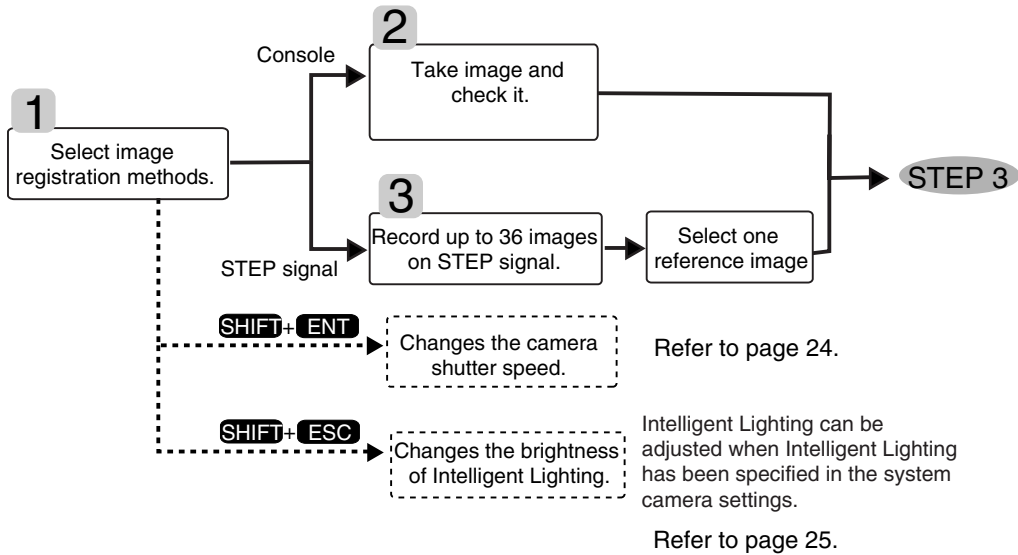 1
Select image
registration methods.
Console
2
Take image and
check it.
STEP signal
3
Record up to 36 images
on STEP signal.
Select one
reference image
STEP 3
SHIFT+ ENT
Changes the camera
shutter speed.
Refer to page 24.
SHIFT+ ESC
Changes the brightness
of Intelligent Lighting.
Intelligent Lighting can be
adjusted when Intelligent Lighting
has been specified in the system
camera settings.
Refer to page 25.